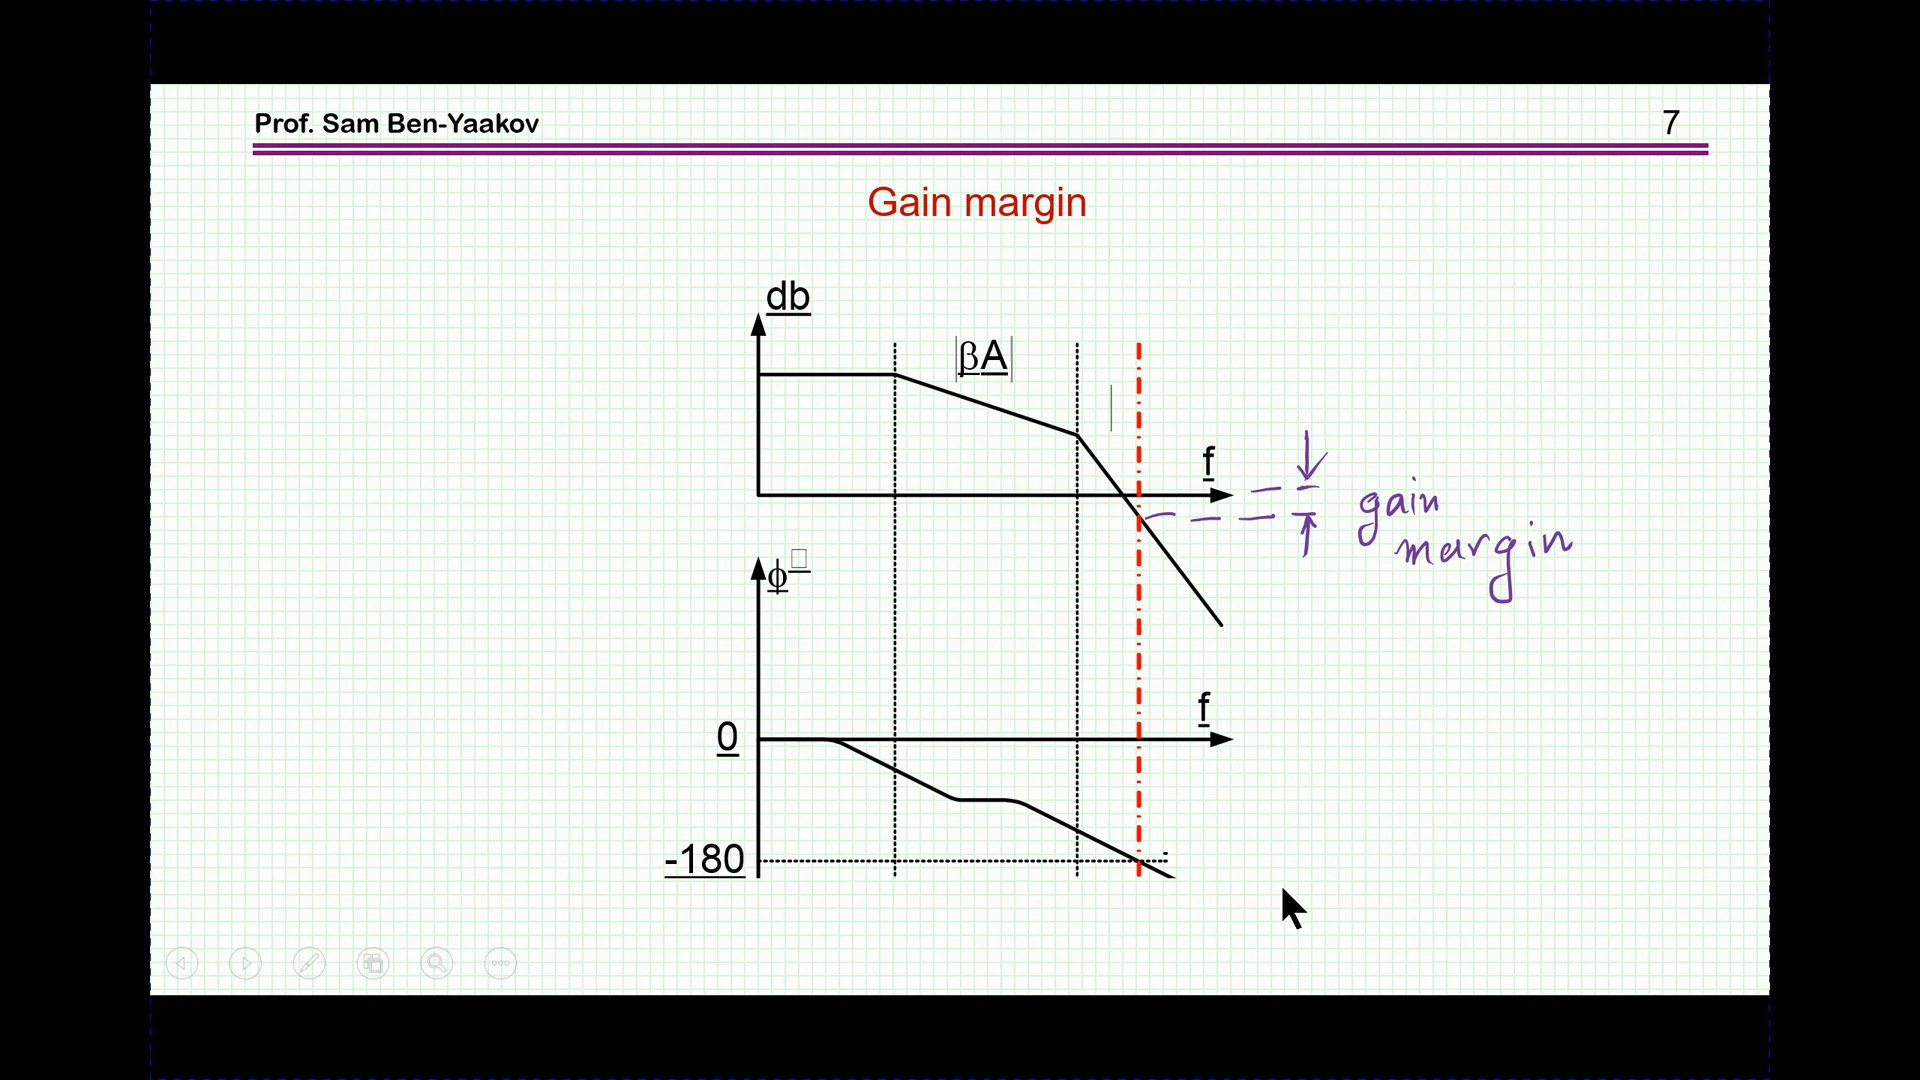 Prof. Sam Ben-Yaakov
7
Gain margin
db
|βA|
f
gain
margin
ϕ□
f
0
-180